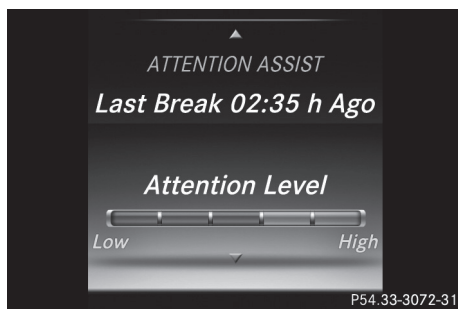 ATTENTION ASSIST
Last Break 02:35 h Ago
Attention Level
Low High
P54.33-3072-31